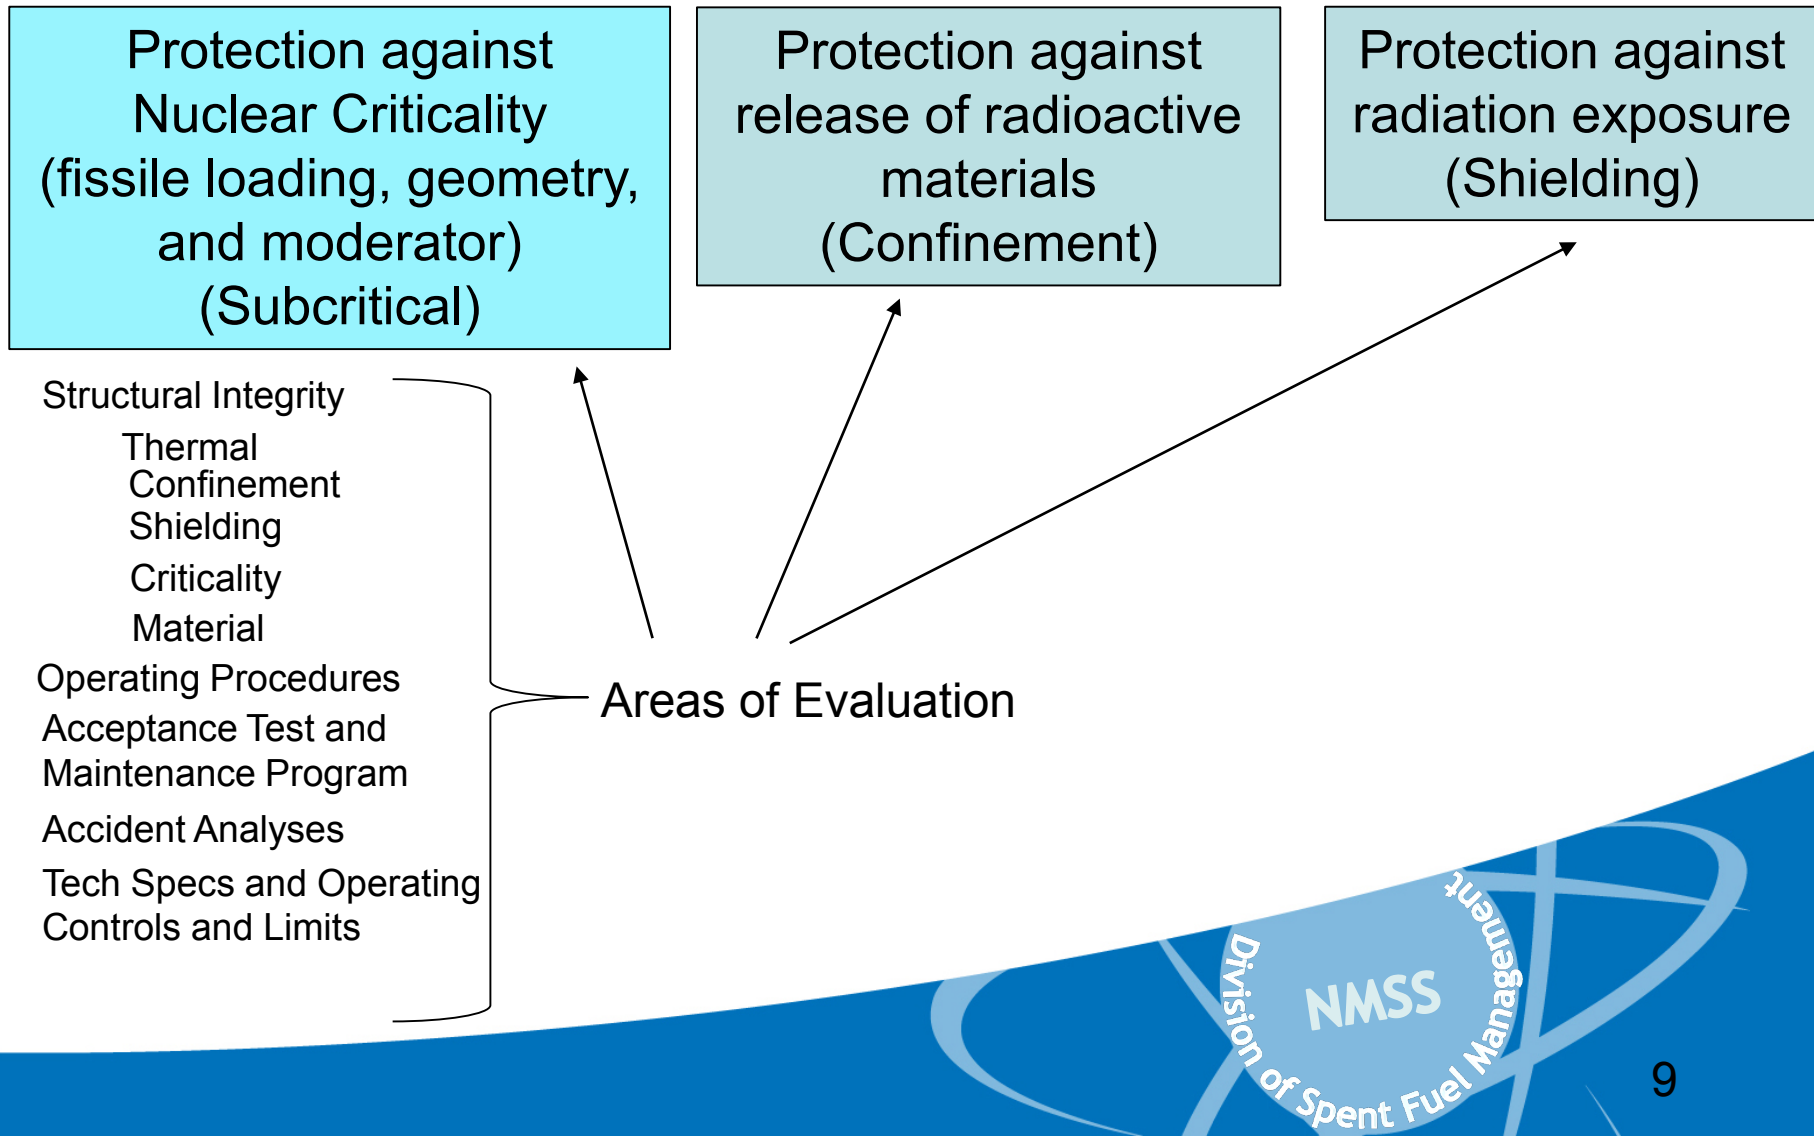 Protection against
Nuclear Criticality
(fissile loading, geometry,
and moderator)
(Subcritical)
Protection against
release of radioactive
materials
(Confinement)
Protection against
radiation exposure
(Shielding)
Structural Integrity
Thermal
Confinement
Shielding
Criticality
Material
Operating Procedures
Acceptance Test and
Maintenance Program
Accident Analyses
Tech Specs and Operating
Controls and Limits
Areas of Evaluation
NMSS
Division of Spent Fuel Management
9